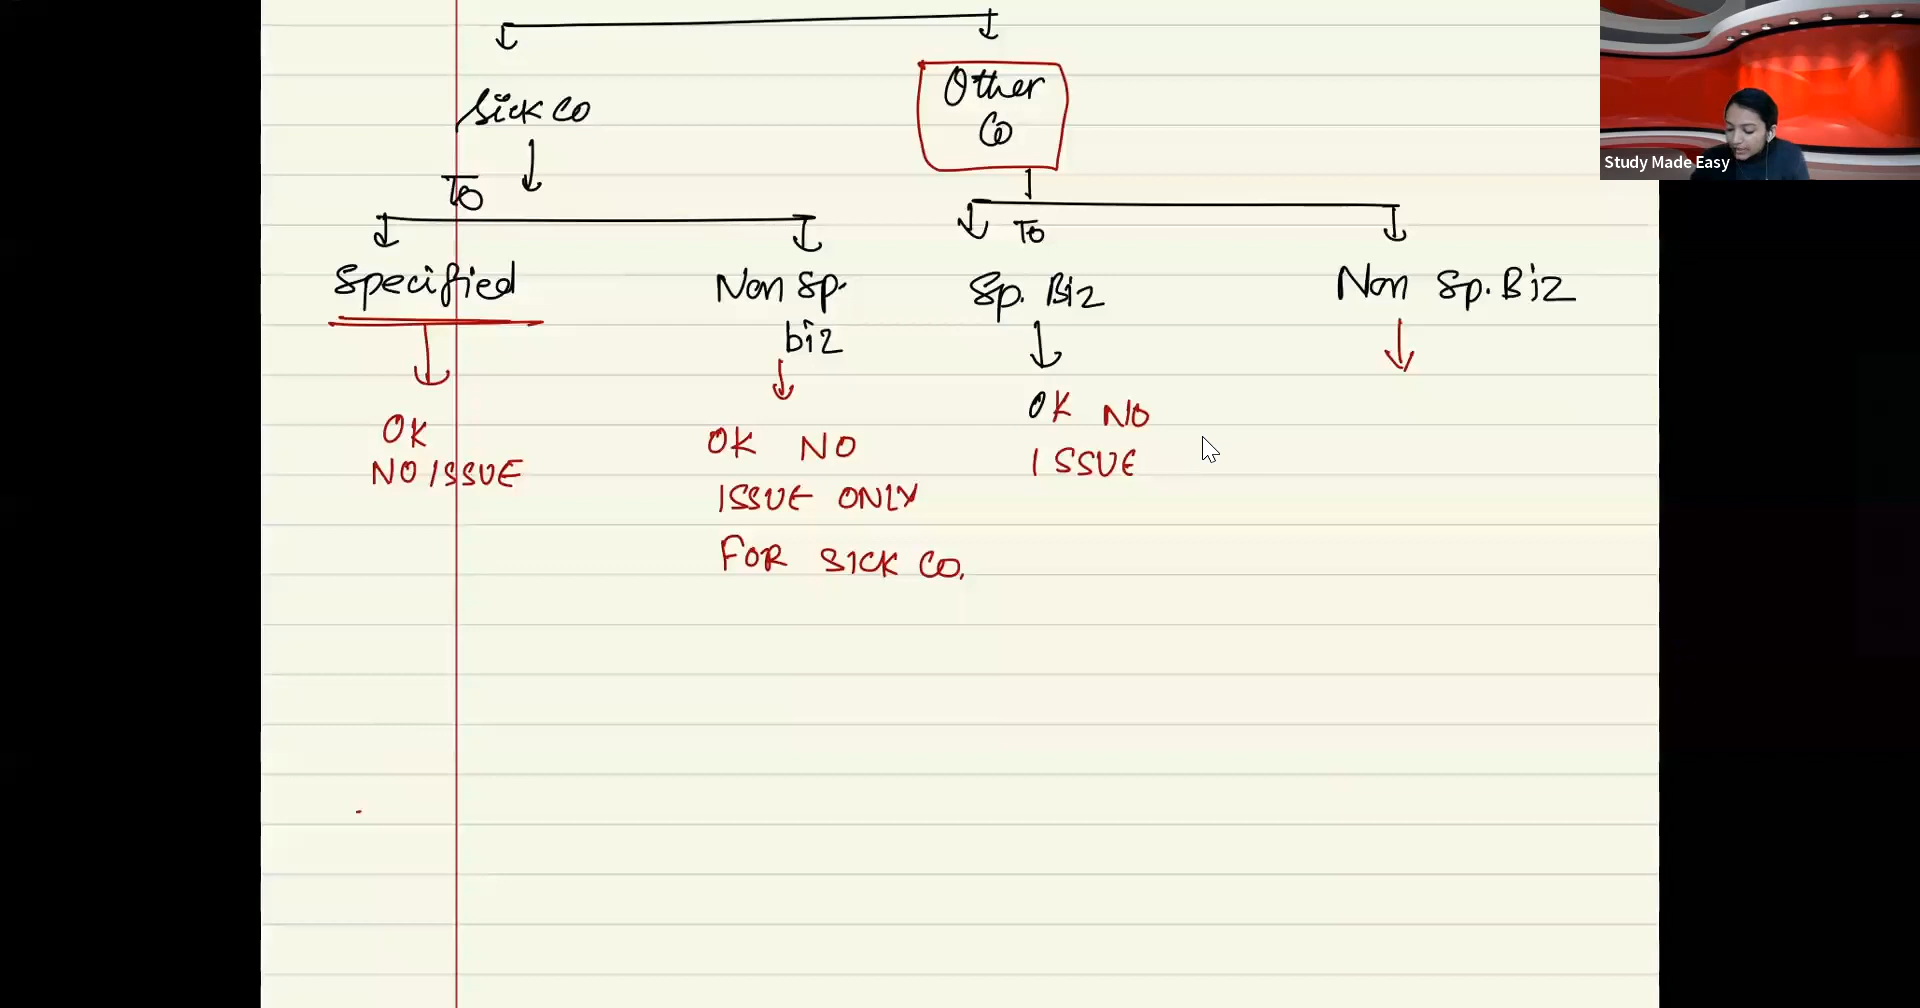 Sick Co
Other
Co
To
To
Specified
Non Sp.
biz
Sp. Biz
Non Sp. Biz
OK
NO ISSUE
OK NO
ISSUE ONLY
FOR SICK CO.
OK NO
ISSUE
Study Made Easy